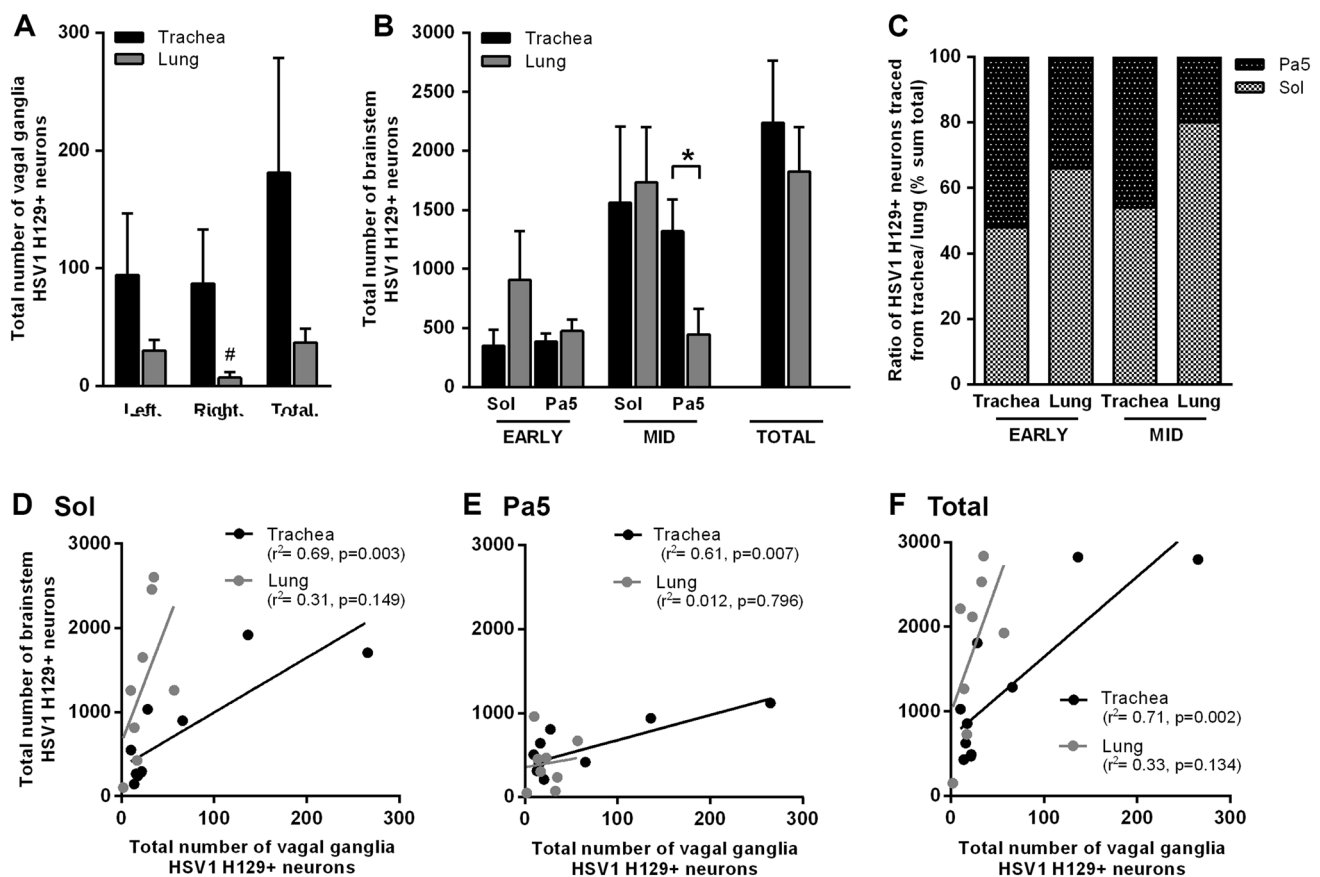 A
Total number of vagal ganglia
HSV1 H129+ neurons
300
200
100
0
Trachea
Lung
#
Left.
Right.
Total.
B
Total number of brainstem
HSV1 H129+ neurons
3000
2500
2000
1500
1000
500
0
Trachea
Lung
*
Sol
Pa5
Sol
Pa5
EARLY
MID
TOTAL
C
Ratio of HSV1 H129+ neurons traced
from trachea/ lung (% sum total)
100
80
60
40
20
0
Pa5
Sol
Trachea Lung
Trachea Lung
EARLY
MID
D Sol
Total number of brainstem
HSV1 H129+ neurons
3000
2000
1000
0
Trachea
(r²= 0.69, p=0.003)
Lung
(r²= 0.31, p=0.149)
0
100
200
300
Total number of vagal ganglia
HSV1 H129+ neurons
E Pa5
3000
2000
1000
0
Trachea
(r²= 0.61, p=0.007)
Lung
(r²= 0.012, p=0.796)
0
100
200
300
Total number of vagal ganglia
HSV1 H129+ neurons
F Total
3000
2000
1000
0
Trachea
(r²= 0.71, p=0.002)
Lung
(r²= 0.33, p=0.134)
0
100
200
300
Total number of vagal ganglia
HSV1 H129+ neurons